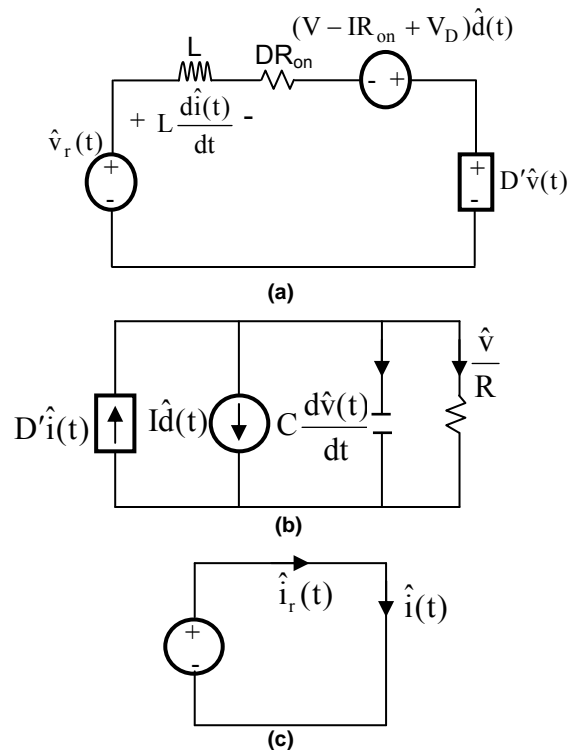 (V − IR_on + V_D)d̂(t)
L
DR_on
- +
+ L dî(t)/dt -
v̂_r(t)
+
-
+
-
D′v̂(t)
(a)
v̂/R
D′î(t)
Id̂(t)
C dv̂(t)/dt
(b)
î_r(t)
î(t)
+
-
(c)